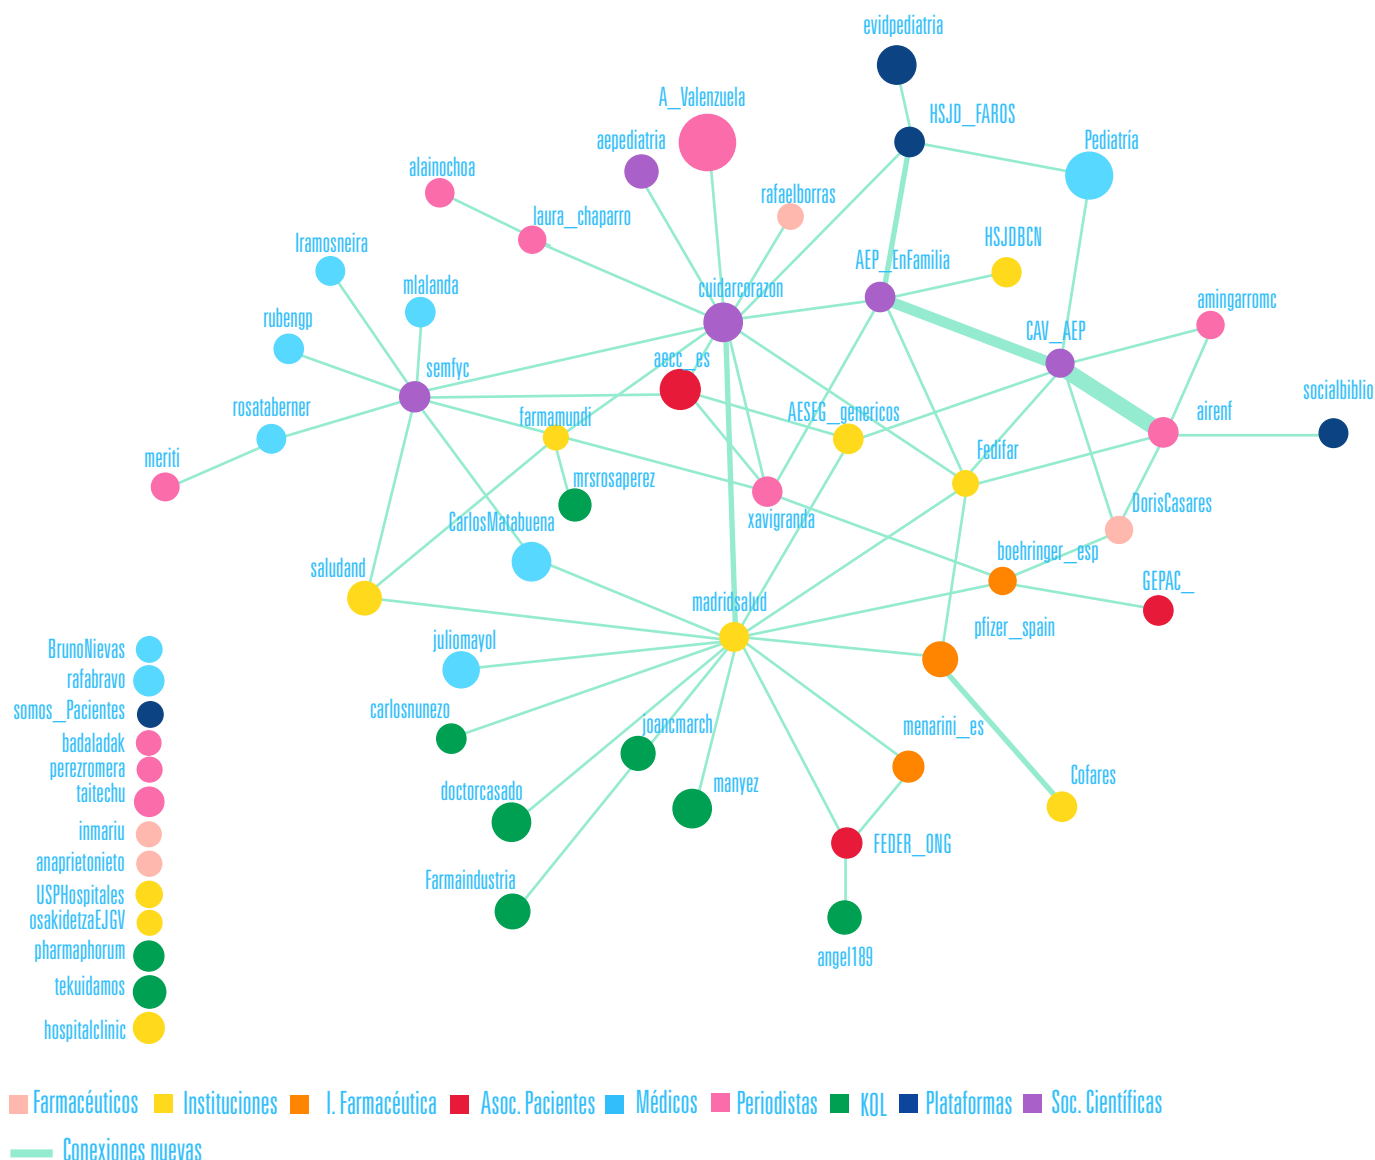 evidpediatria
A_Valenzuela
HSJD_FAROS
aepediatria
Pediatría
alainochoa
rafaelborras
laura_chaparro
Iramosneira
HSJDBCN
AEP_EnFamilia
mlalanda
cuidarcorazon
amingarromc
rubengp
CAV_AEP
aecc_es
semfyc
socialbiblio
rosataberner
farmamundi
AESEG_genericos
airenf
meriti
Fedifar
mrsrosaperez
DorisCasares
CarlosMatabuena
xavigranda
boehringer_esp
saludand
GEPAC_
madridsalud
pfizer_spain
juliomayol
BrunoNievas
rafabravo
somos_Pacientes
carlosnunezo
joancmarch
menarini_es
badaladak
perezromera
Cofares
manyez
doctorcasado
taitechu
inmariu
FEDER_ONG
anaprietonieto
Farmaindustria
USPHospitales
osakidetzaEJGV
pharmaphorum
angel189
tekuidamos
hospitalclinic
Farmacéuticos Instituciones I. Farmacéutica Asoc. Pacientes Médicos Periodistas KOL Plataformas Soc. Científicas
Conexiones nuevas